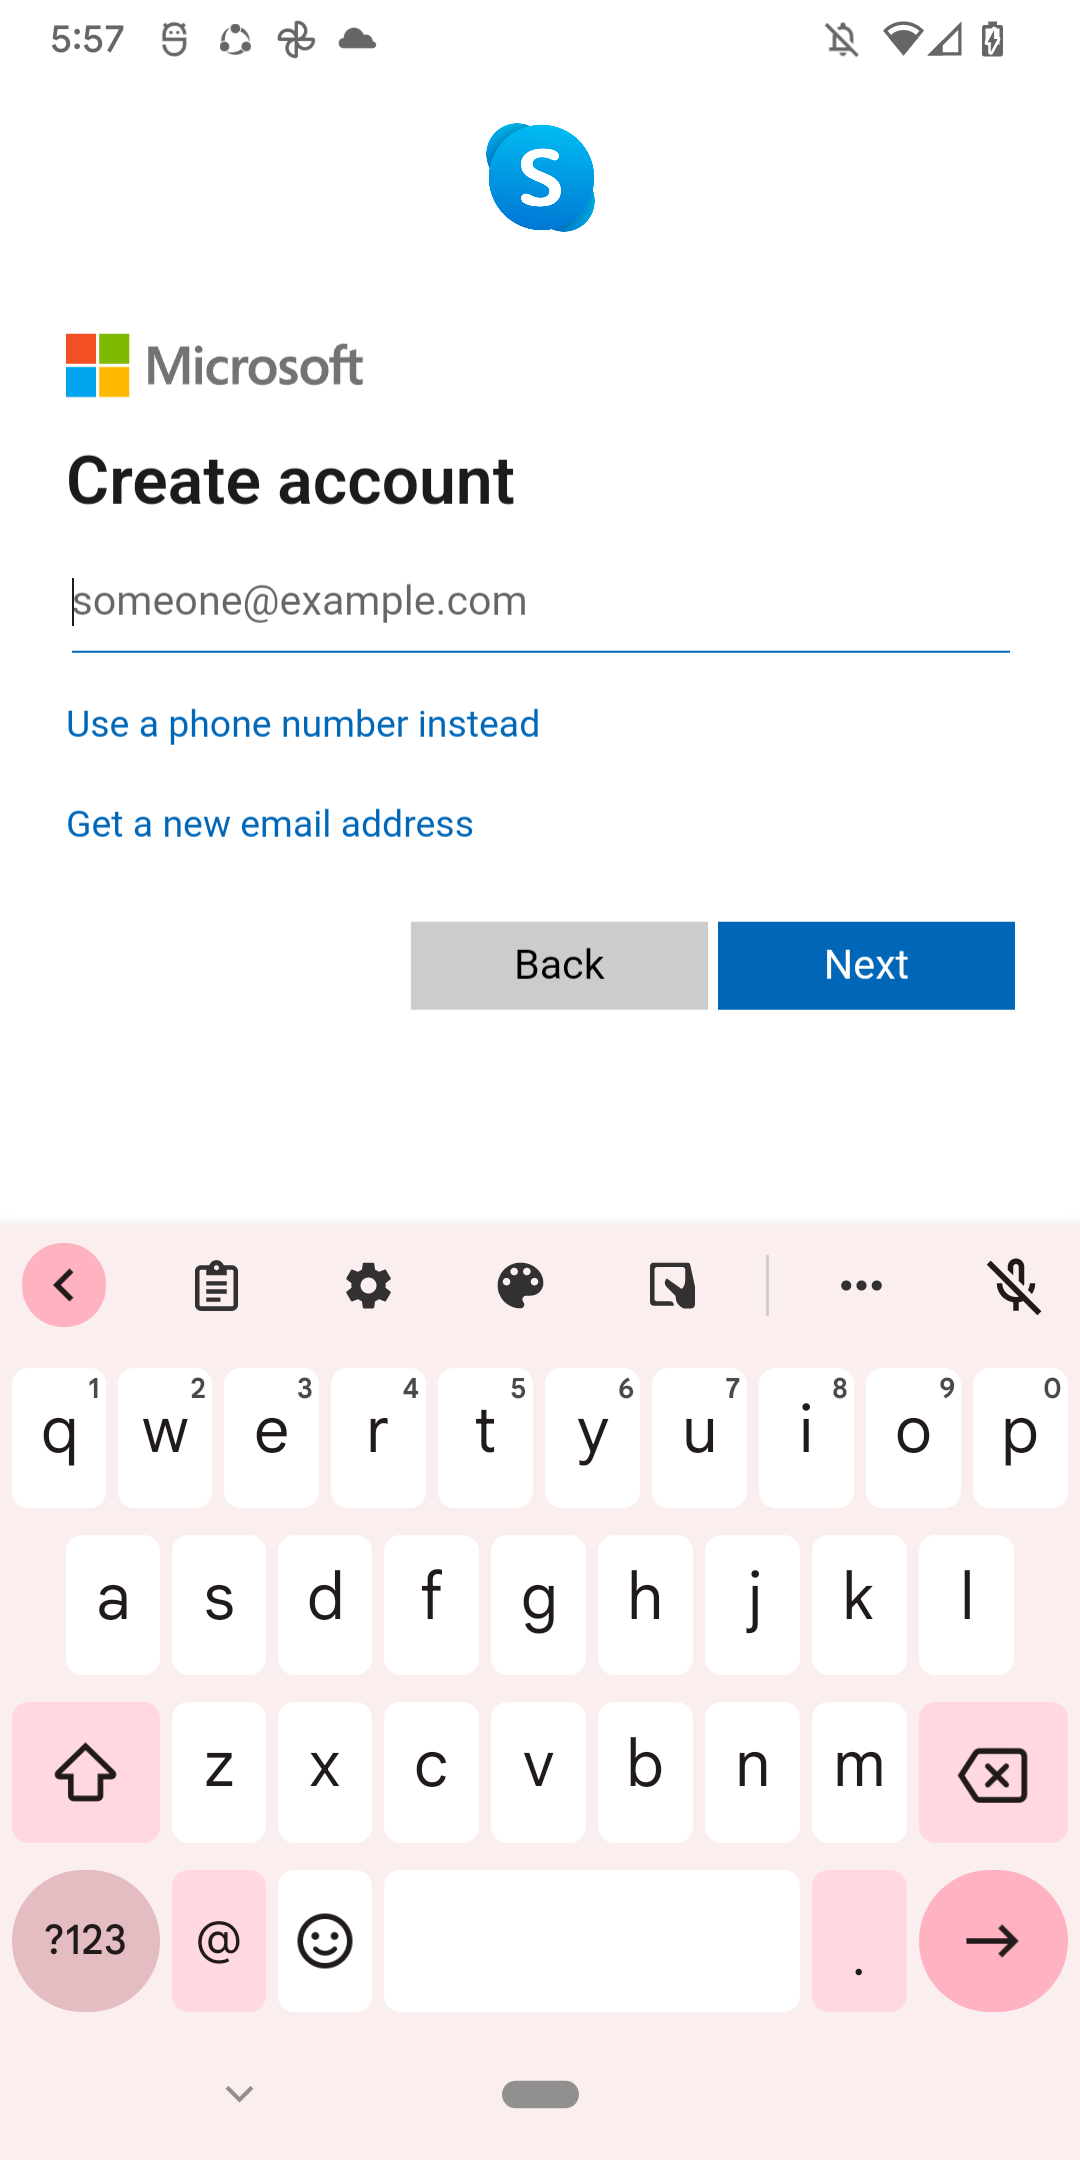 5:57
S
Microsoft
Create account
someone@example.com
Use a phone number instead
Get a new email address
Back Next
1 2 3 4 5 6 7 8 9 0
q w e r t y u i o p
a s d f g h j k l
z x c v b n m
?123 @ .